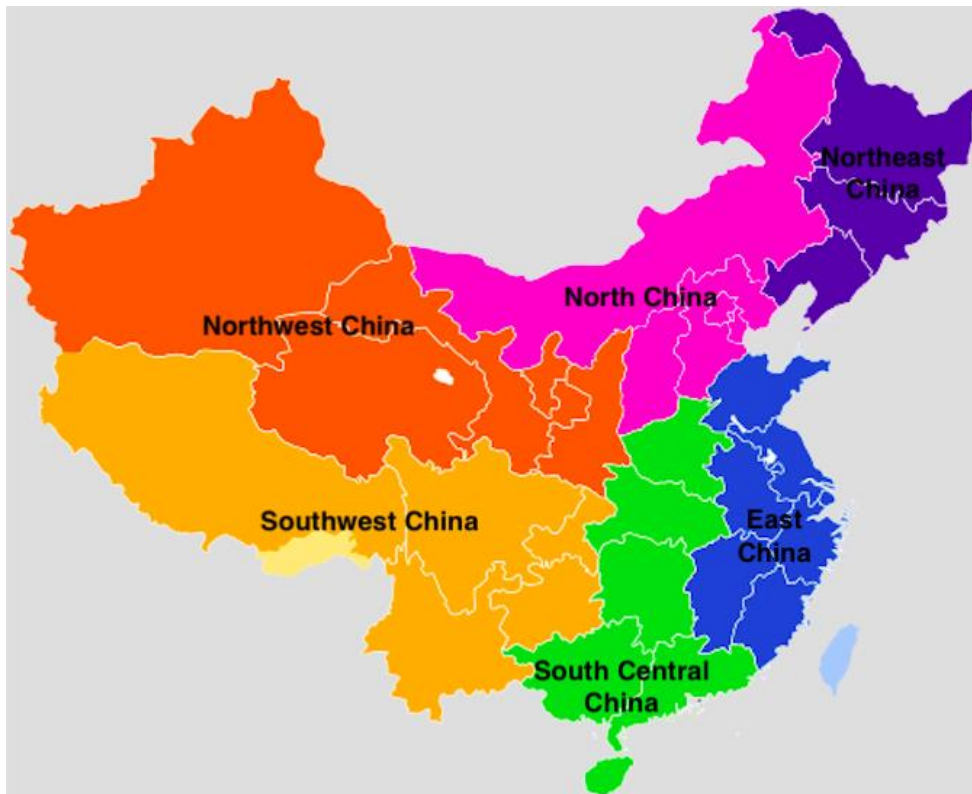 Northeast
China
North China
Northwest China
Southwest China
East
China
South Central
China